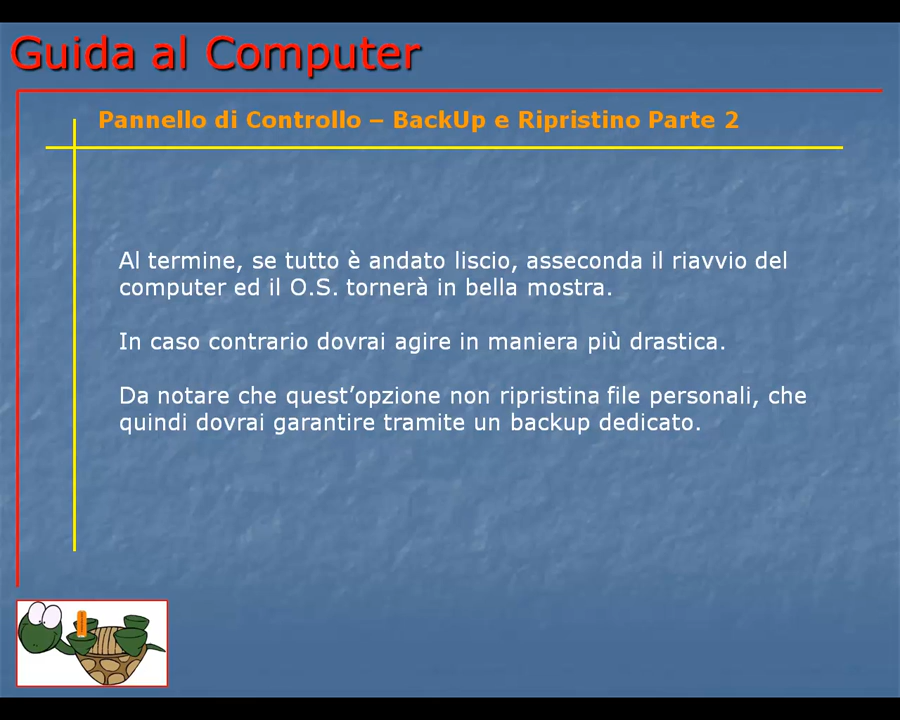 Guida al Computer
Pannello di Controllo – BackUp e Ripristino Parte 2
Al termine, se tutto è andato liscio, asseconda il riavvio del
computer ed il O.S. tornerà in bella mostra.
In caso contrario dovrai agire in maniera più drastica.
Da notare che quest’opzione non ripristina file personali, che
quindi dovrai garantire tramite un backup dedicato.